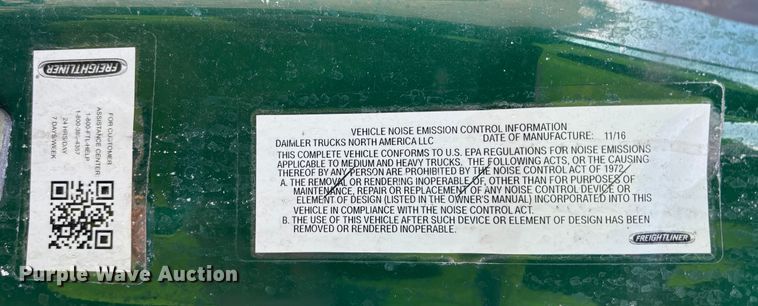 FREIGHTLINER
FOR CUSTOMER
ASSISTANCE CENTER:
1-800-FTL-HELP
1-800-385-4357
24 HRS/DAY
7 DAYS/WEEK
VEHICLE NOISE EMISSION CONTROL INFORMATION
DAIMLER TRUCKS NORTH AMERICA LLC DATE OF MANUFACTURE: 11/16
THIS COMPLETE VEHICLE CONFORMS TO U.S. EPA REGULATIONS FOR NOISE EMISSIONS
APPLICABLE TO MEDIUM AND HEAVY TRUCKS. THE FOLLOWING ACTS, OR THE CAUSING
THEREOF BY ANY PERSON ARE PROHIBITED BY THE NOISE CONTROL ACT OF 1972
A. THE REMOVAL OR RENDERING INOPERABLE OF, OTHER THAN FOR PURPOSES OF
MAINTENANCE, REPAIR OR REPLACEMENT OF ANY NOISE CONTROL DEVICE OR
ELEMENT OF DESIGN (LISTED IN THE OWNER'S MANUAL) INCORPORATED INTO THIS
VEHICLE IN COMPLIANCE WITH THE NOISE CONTROL ACT.
B. THE USE OF THIS VEHICLE AFTER SUCH DEVICE OR ELEMENT OF DESIGN HAS BEEN
REMOVED OR RENDERED INOPERABLE.
FREIGHTLINER
Purple Wave Auction